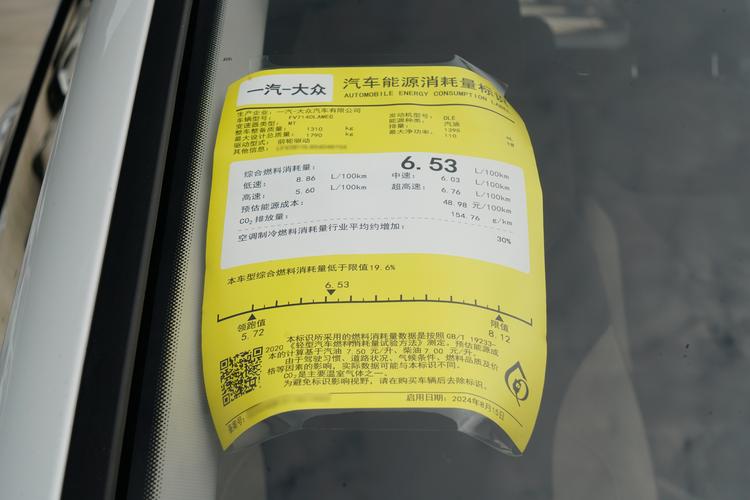 一汽-大众
汽车能源消耗量标识
AUTOMOBILE ENERGY CONSUMPTION LABEL
生产企业: 一汽-大众汽车有限公司
车辆型号: FV7140LAMEG 发动机型号: DLE
变速器类型: MT 能源种类: 汽油
整车整备质量: 1310 kg 排量: 1395 mL
最大设计总质量: 1790 kg 最大净功率: 110 kW
驱动型式: 前轮驱动
其他信息:
综合燃料消耗量: 6.53 L/100km
低速: 8.86 L/100km 中速: 6.03 L/100km
高速: 5.60 L/100km 超高速: 6.76 L/100km
预估能源成本: 48.98 元/100km
CO₂排放量: 154.76 g/km
空调制冷燃料消耗量行业平均约增加: 30%
本车型综合燃料消耗量低于限值19.6%
6.53
领跑值 限值
5.72 8.12
本标识所采用的燃料消耗量数据是按照GB/T 19233-
2020《轻型汽车燃料消耗量试验方法》测定。预估能源成
本的计算基于汽油 7.50 元/升、柴油 7.00 元/升。
由于驾驶习惯、道路状况、气候条件、燃料品质及价
格等因素的影响，实际数据可能与本标识不同。
CO₂是主要温室气体之一。
为避免标识影响视野，请在购买车辆后去除标识。
备案号:
启用日期: 2024年8月15日